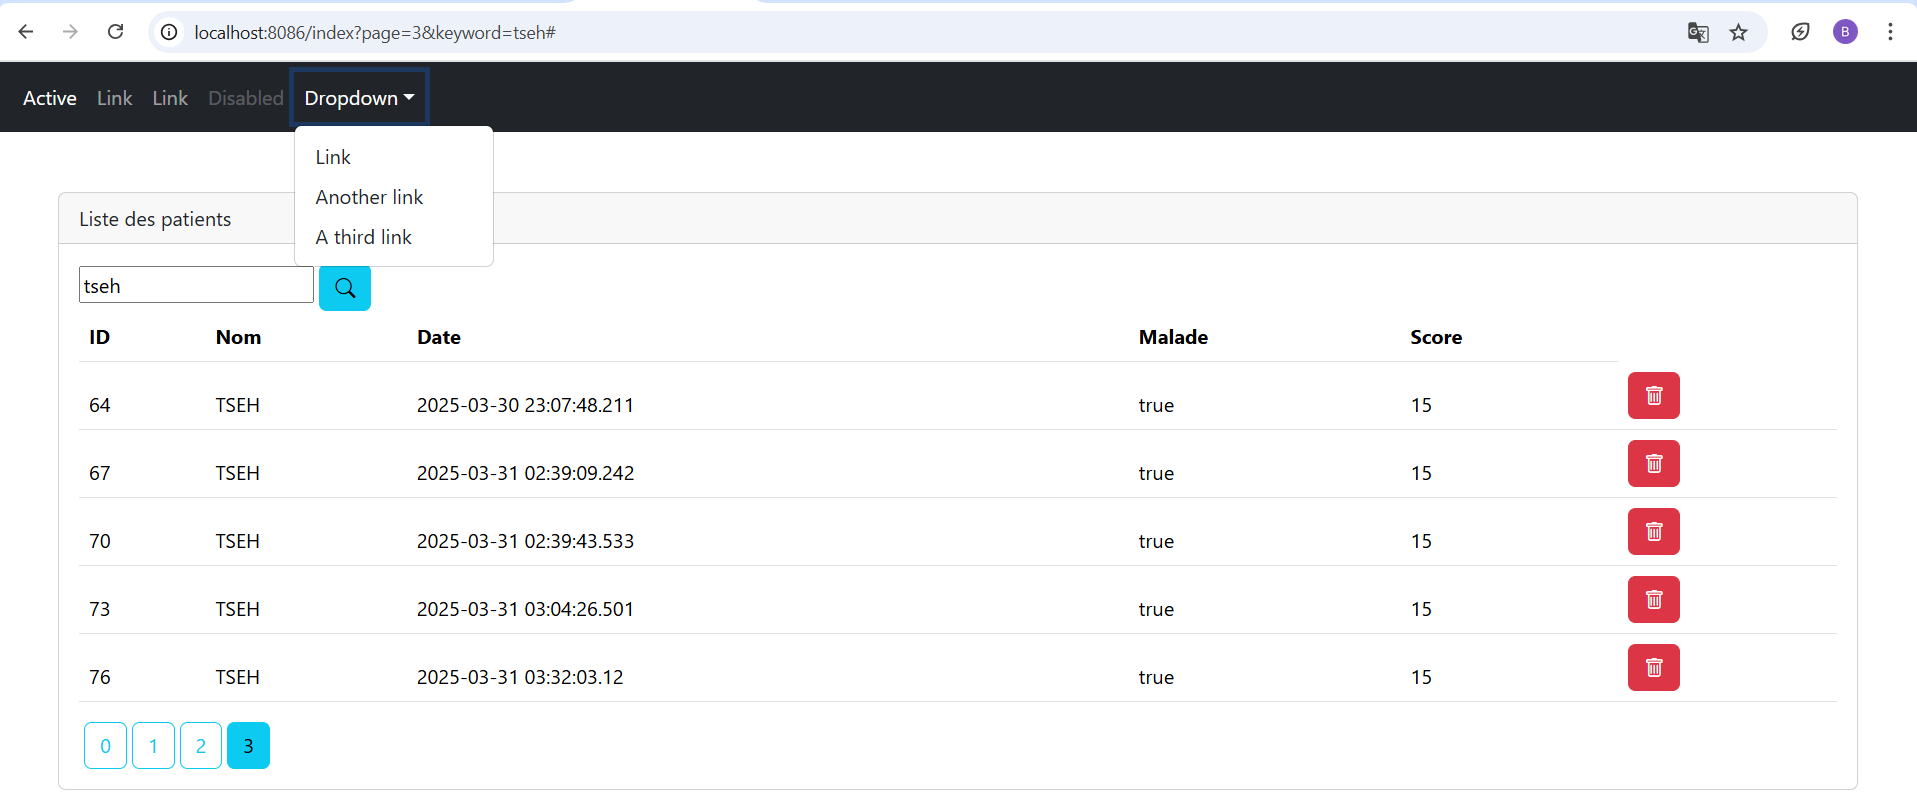 localhost:8086/index?page=3&keyword=tseh#
B
Active Link Link Disabled Dropdown
Link
Another link
A third link
Liste des patients
tseh
ID Nom Date Malade Score
64 TSEH 2025-03-30 23:07:48.211 true 15
67 TSEH 2025-03-31 02:39:09.242 true 15
70 TSEH 2025-03-31 02:39:43.533 true 15
73 TSEH 2025-03-31 03:04:26.501 true 15
76 TSEH 2025-03-31 03:32:03.12 true 15
0 1 2 3